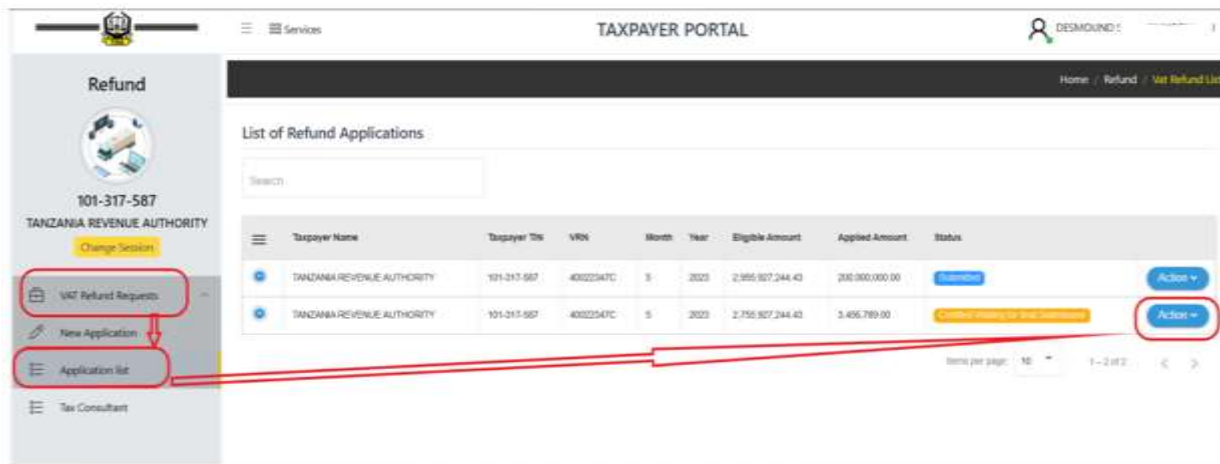 Services
TAXPAYER PORTAL
DESMOUND
Refund
Home / Refund / Vat Refund List
101-317-587
TANZANIA REVENUE AUTHORITY
Change Session
VAT Refund Requests
New Application
Application list
Tax Consultant
List of Refund Applications
Search
Taxpayer Name Taxpayer TIN VRN Month Year Eligible Amount Applied Amount Status
TANZANIA REVENUE AUTHORITY 101-317-587 40022347C 5 2023 2,955,927,244.43 200,000,000.00 Submitted Action
TANZANIA REVENUE AUTHORITY 101-317-587 40022347C 5 2023 2,755,927,244.43 3,456,789.00 Certified Waiting for final Submission Action
Items per page: 10 1 – 2 of 2